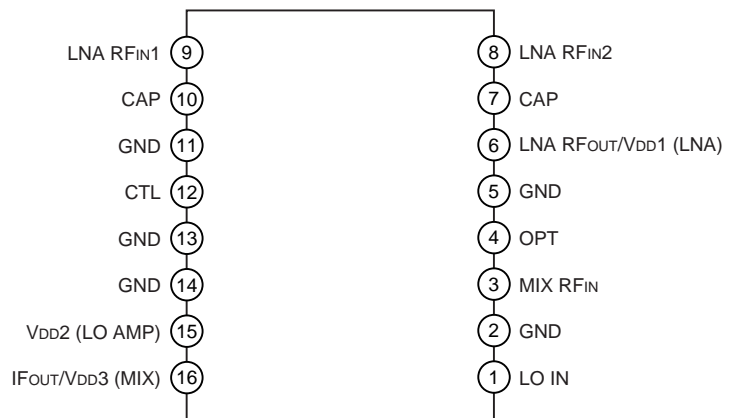 LNA RFIN1 9 8 LNA RFIN2
CAP 10 7 CAP
GND 11 6 LNA RFOUT/VDD1 (LNA)
CTL 12 5 GND
GND 13 4 OPT
GND 14 3 MIX RFIN
VDD2 (LO AMP) 15 2 GND
IFOUT/VDD3 (MIX) 16 1 LO IN